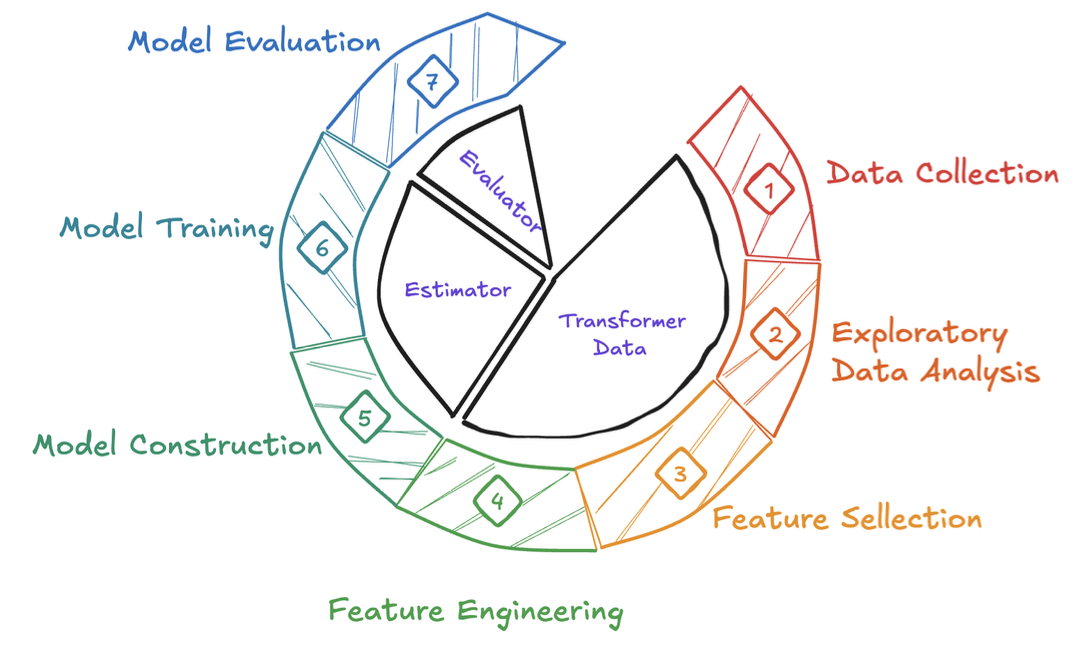 Model Evaluation
7
Evaluator
1
Data Collection
Model Training
6
Estimator
Transformer
Data
2
Exploratory
Data Analysis
5
Model Construction
4
3
Feature Sellection
Feature Engineering